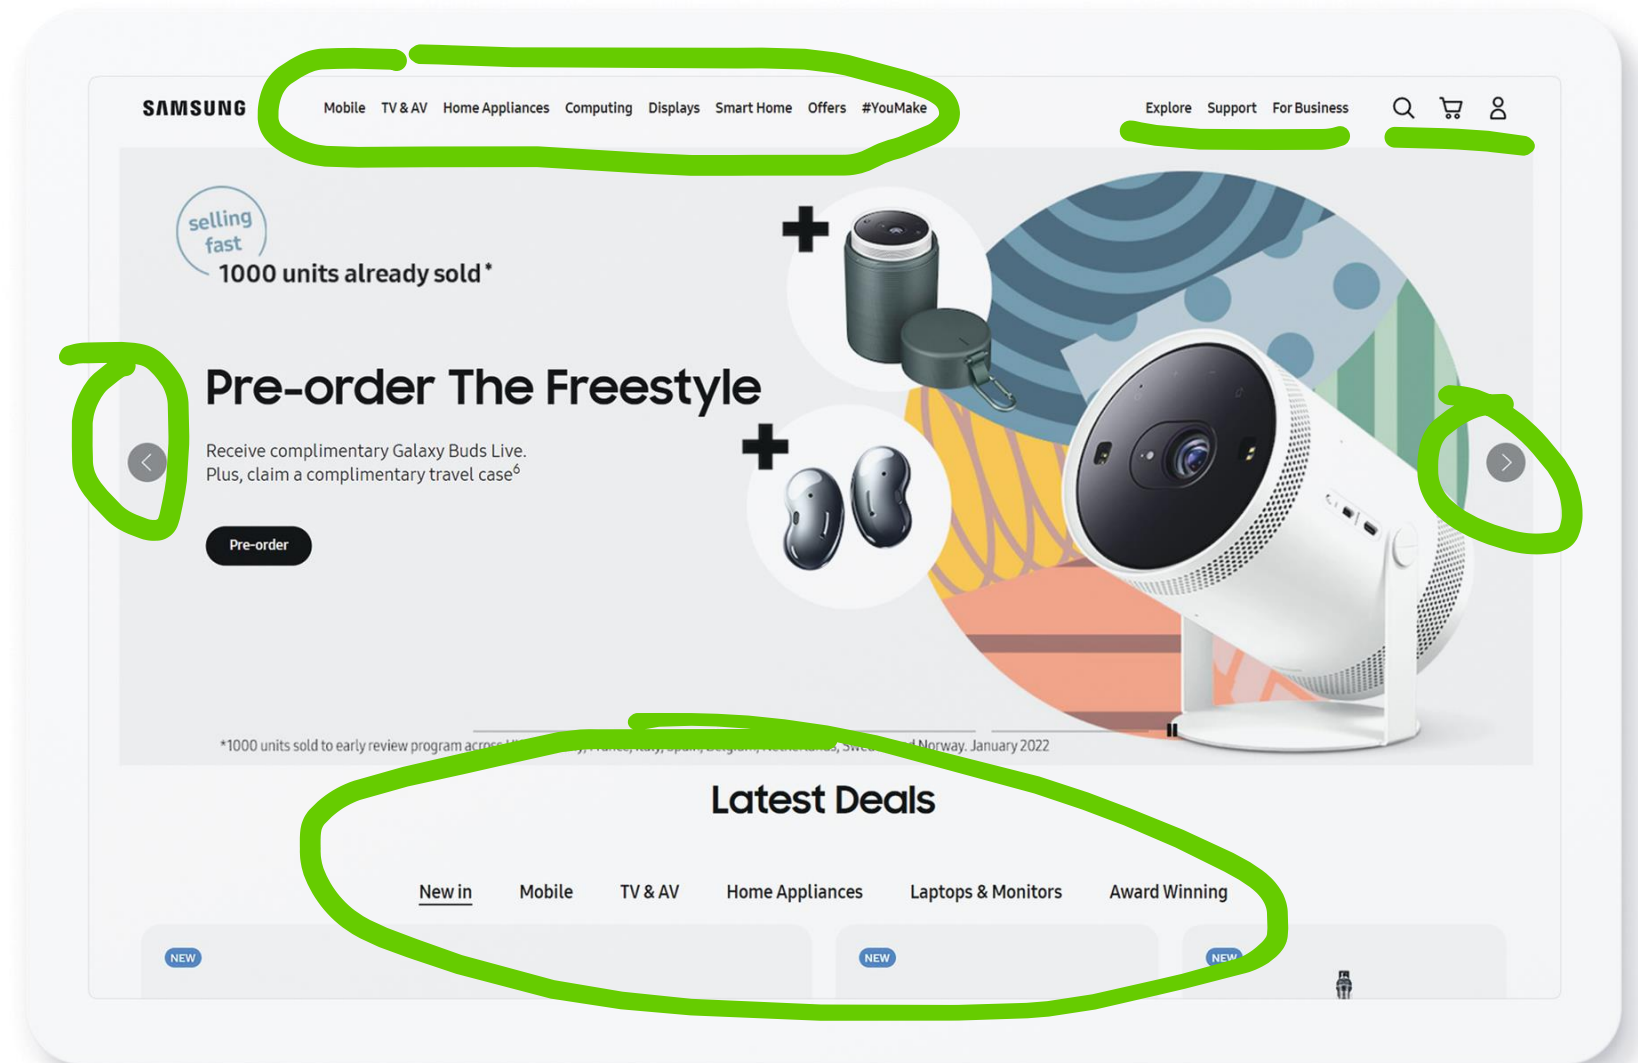 SAMSUNG Mobile TV & AV Home Appliances Computing Displays Smart Home Offers #YouMake Explore Support For Business
selling
fast
1000 units already sold*
Pre-order The Freestyle
Receive complimentary Galaxy Buds Live.
Plus, claim a complimentary travel case6
Pre-order
*1000 units sold to early review program across Norway. January 2022
Latest Deals
New in Mobile TV & AV Home Appliances Laptops & Monitors Award Winning
NEW NEW NEW